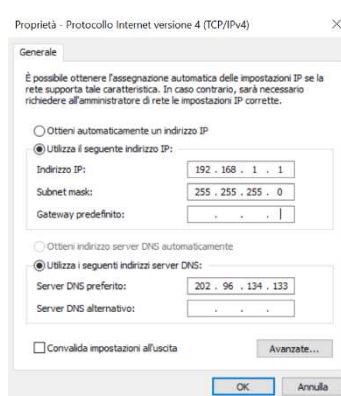 Proprietà - Protocollo Internet versione 4 (TCP/IPv4)
Generale
È possibile ottenere l'assegnazione automatica delle impostazioni IP se la
rete supporta tale caratteristica. In caso contrario, sarà necessario
richiedere all'amministratore di rete le impostazioni IP corrette.
Ottieni automaticamente un indirizzo IP
Utilizza il seguente indirizzo IP:
Indirizzo IP: 192 . 168 . 1 . 1
Subnet mask: 255 . 255 . 255 . 0
Gateway predefinito: . . .
Ottieni indirizzo server DNS automaticamente
Utilizza i seguenti indirizzi server DNS:
Server DNS preferito: 202 . 96 . 134 . 133
Server DNS alternativo: . . .
Convalida impostazioni all'uscita Avanzate...
OK Annulla